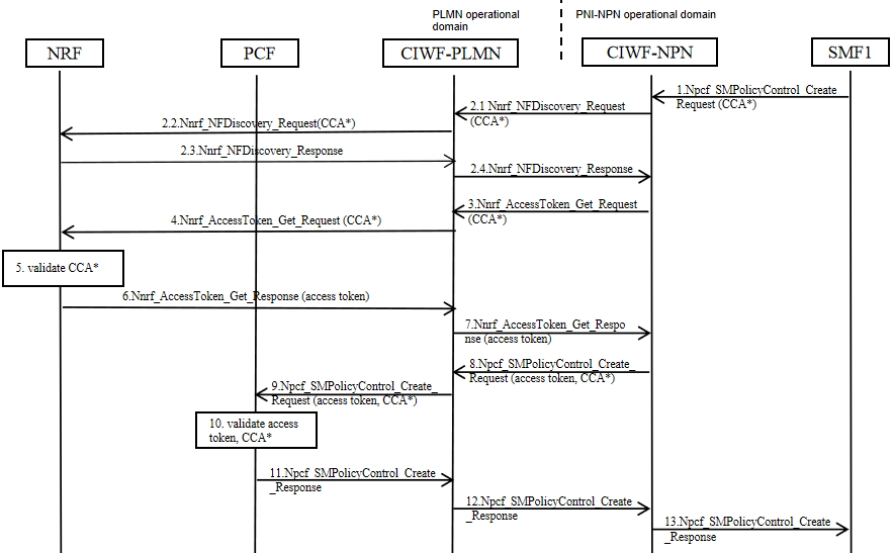 PLMN operational
domain
PNI-NPN operational domain
NRF
PCF
CIWF-PLMN
CIWF-NPN
SMF1
1.Npcf_SMPolicyControl_Create_
Request (CCA*)
2.1 Nnrf_NFDiscovery_Request
(CCA*)
2.2.Nnrf_NFDiscovery_Request(CCA*)
2.3.Nnrf_NFDiscovery_Response
2.4.Nnrf_NFDiscovery_Response
3.Nnrf_AccessToken_Get_Request
(CCA*)
4.Nnrf_AccessToken_Get_Request (CCA*)
5. validate CCA*
6.Nnrf_AccessToken_Get_Response (access token)
7.Nnrf_AccessToken_Get_Respo
nse (access token)
8.Npcf_SMPolicyControl_Create_
Request (access token, CCA*)
9.Npcf_SMPolicyControl_Create_
Request (access token, CCA*)
10. validate access
token, CCA*
11.Npcf_SMPolicyControl_Create
_Response
12.Npcf_SMPolicyControl_Create
_Response
13.Npcf_SMPolicyControl_Create
_Response